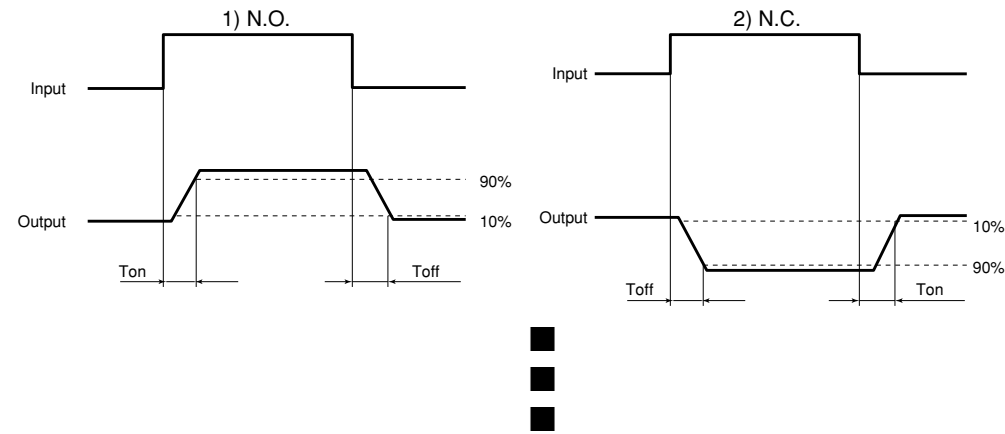 1) N.O.
Input
Output
90%
10%
Ton
Toff
2) N.C.
Input
Output
10%
90%
Toff
Ton